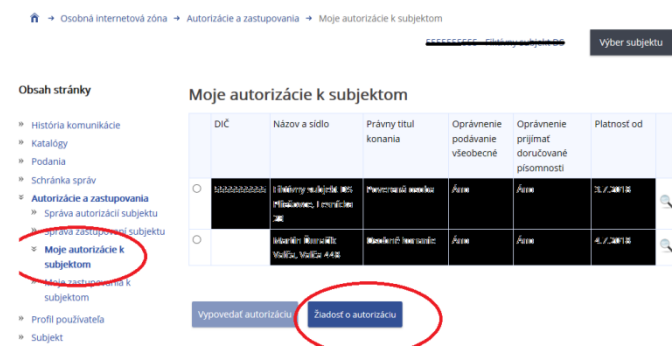 → Osobná internetová zóna → Autorizácie a zastupovania → Moje autorizácie k subjektom
Výber subjektu
Obsah stránky
Moje autorizácie k subjektom
» História komunikácie
» Katalógy
» Podania
» Schránka správ
Autorizácie a zastupovania
» Správa autorizácií subjektu
» Správa zastupovaní subjektu
Moje autorizácie k
subjektom
» Moje zastupovania k
subjektom
» Profil používateľa
» Subjekt
DIČ
Názov a sídlo
Právny titul
konania
Oprávnenie
podávanie
všeobecné
Oprávnenie
prijímať
doručované
písomnosti
Platnosť od
Vypovedať autorizáciu
Žiadosť o autorizáciu